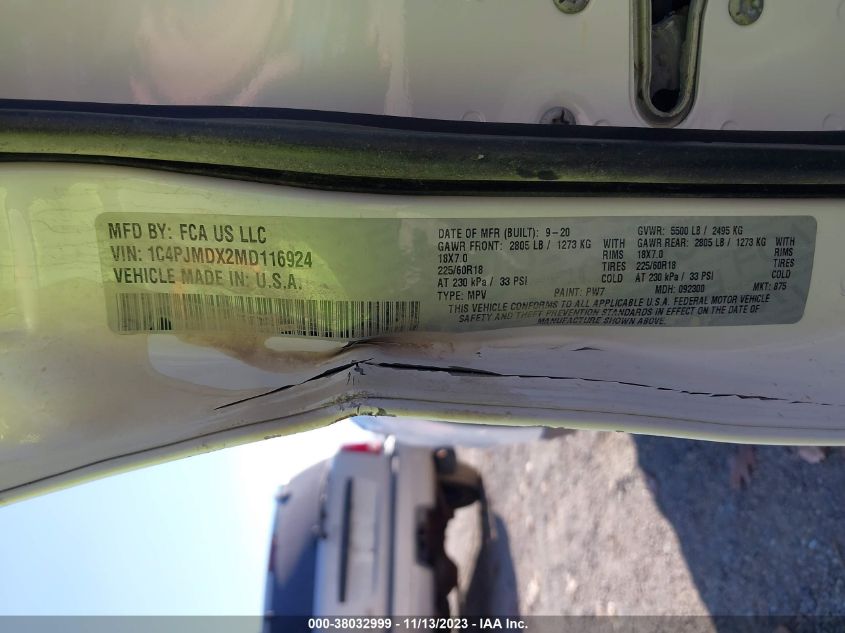 MFD BY: FCA US LLC
VIN: 1C4PJMDX2MD116924
VEHICLE MADE IN: U.S.A.
DATE OF MFR (BUILT): 9-20
GAWR FRONT: 2805 LB / 1273 KG WITH
18X7.0 RIMS
225/60R18 TIRES
AT 230 kPa / 33 PSI COLD
TYPE: MPV
PAINT: PW7
GVWR: 5500 LB / 2495 KG
GAWR REAR: 2805 LB / 1273 KG WITH
18X7.0 RIMS
225/60R18 TIRES
AT 230 kPa / 33 PSI COLD
MDH: 092300
MKT: 875
THIS VEHICLE CONFORMS TO ALL APPLICABLE U.S.A. FEDERAL MOTOR VEHICLE
SAFETY AND THEFT PREVENTION STANDARDS IN EFFECT ON THE DATE OF
MANUFACTURE SHOWN ABOVE.
000-38032999 - 11/13/2023 - IAA Inc.